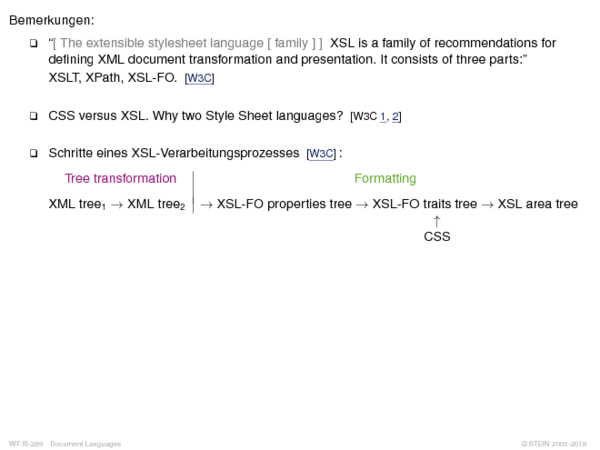 Bemerkungen:
❑ “[ The extensible stylesheet language [ family ] ] XSL is a family of recommendations for
defining XML document transformation and presentation. It consists of three parts:”
XSLT, XPath, XSL-FO. [W3C]
❑ CSS versus XSL. Why two Style Sheet languages? [W3C 1, 2]
❑ Schritte eines XSL-Verarbeitungsprozesses [W3C] :
Tree transformation Formatting
XML tree₁ → XML tree₂ → XSL-FO properties tree → XSL-FO traits tree → XSL area tree
↑
CSS
WT:III-289 Document Languages © STEIN 2005-2018